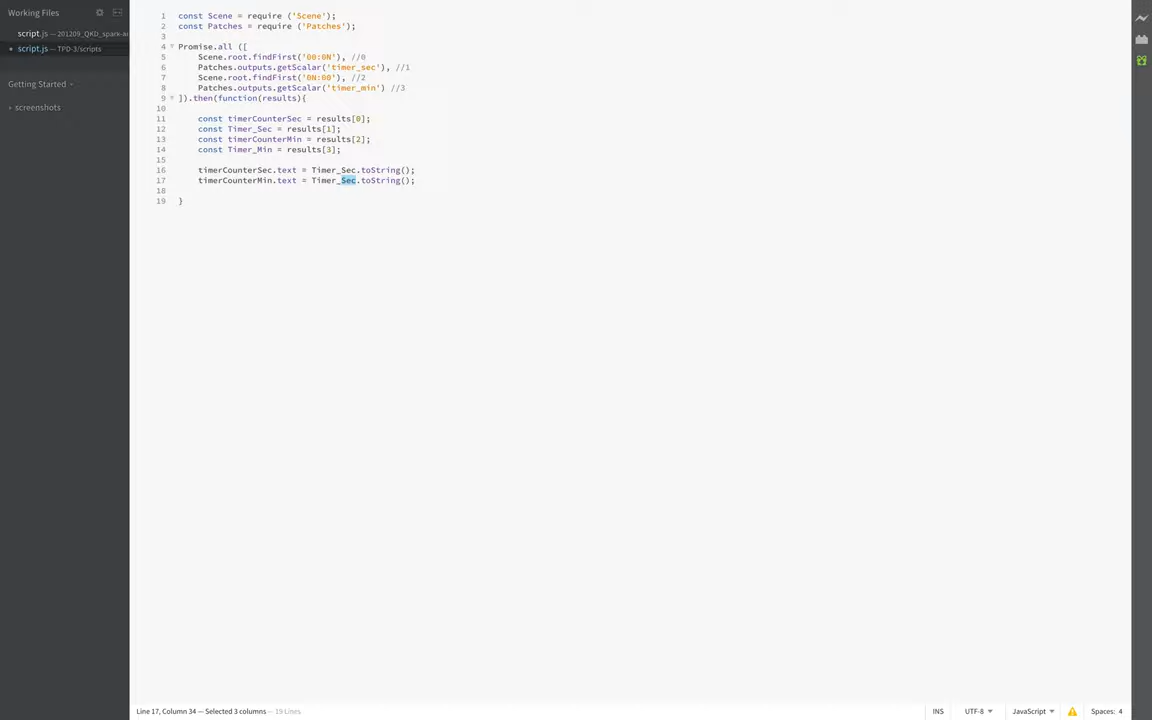 Working Files
script.js — 201209_QKD_spark-ar
script.js — TPD-3/scripts
Getting Started
screenshots
1 const Scene = require ('Scene');
2 const Patches = require ('Patches');
3
4 Promise.all ([
5 Scene.root.findFirst('00:0N'), //0
6 Patches.outputs.getScalar('timer_sec'), //1
7 Scene.root.findFirst('0N:00'), //2
8 Patches.outputs.getScalar('timer_min') //3
9 ]).then(function(results){
10
11 const timerCounterSec = results[0];
12 const Timer_Sec = results[1];
13 const timerCounterMin = results[2];
14 const Timer_Min = results[3];
15
16 timerCounterSec.text = Timer_Sec.toString();
17 timerCounterMin.text = Timer_Sec.toString();
18
19 }
Line 17, Column 34 — Selected 3 columns — 19 Lines
INS UTF-8 JavaScript Spaces: 4